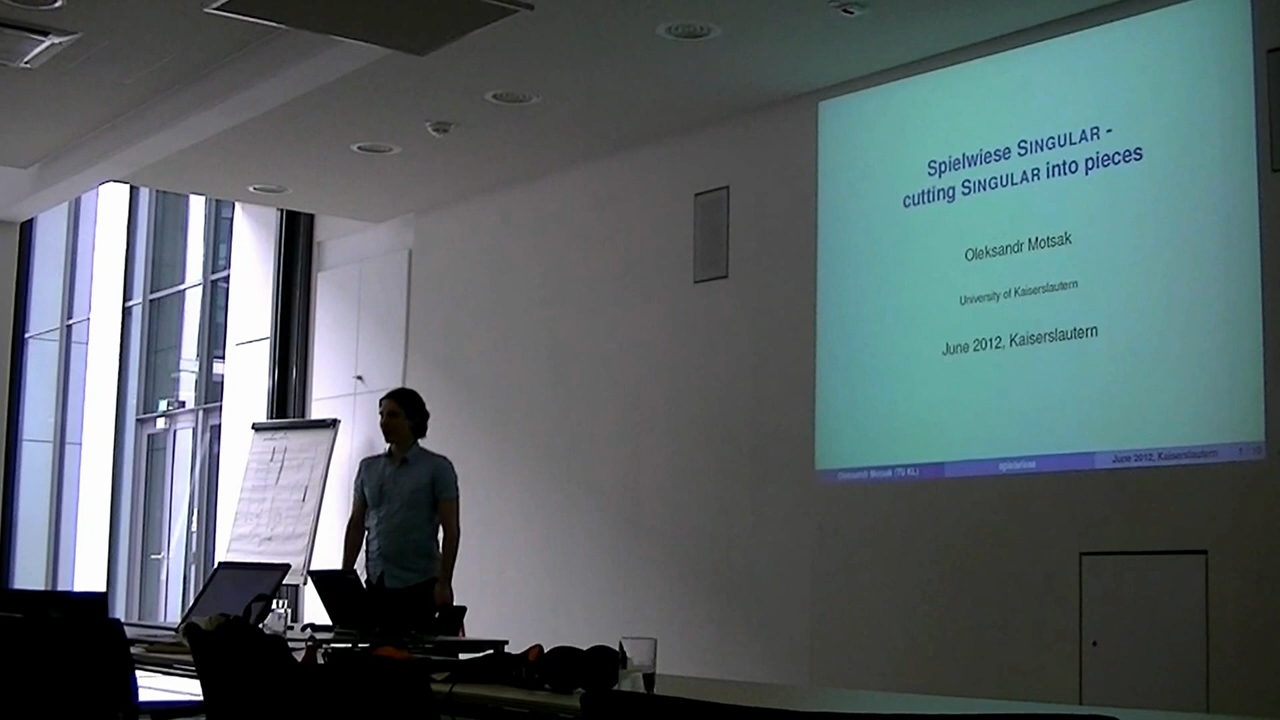 Spielwiese SINGULAR -
cutting SINGULAR into pieces
Oleksandr Motsak
University of Kaiserslautern
June 2012, Kaiserslautern
Oleksandr Motsak (TU KL)
spielwiese
June 2012, Kaiserslautern